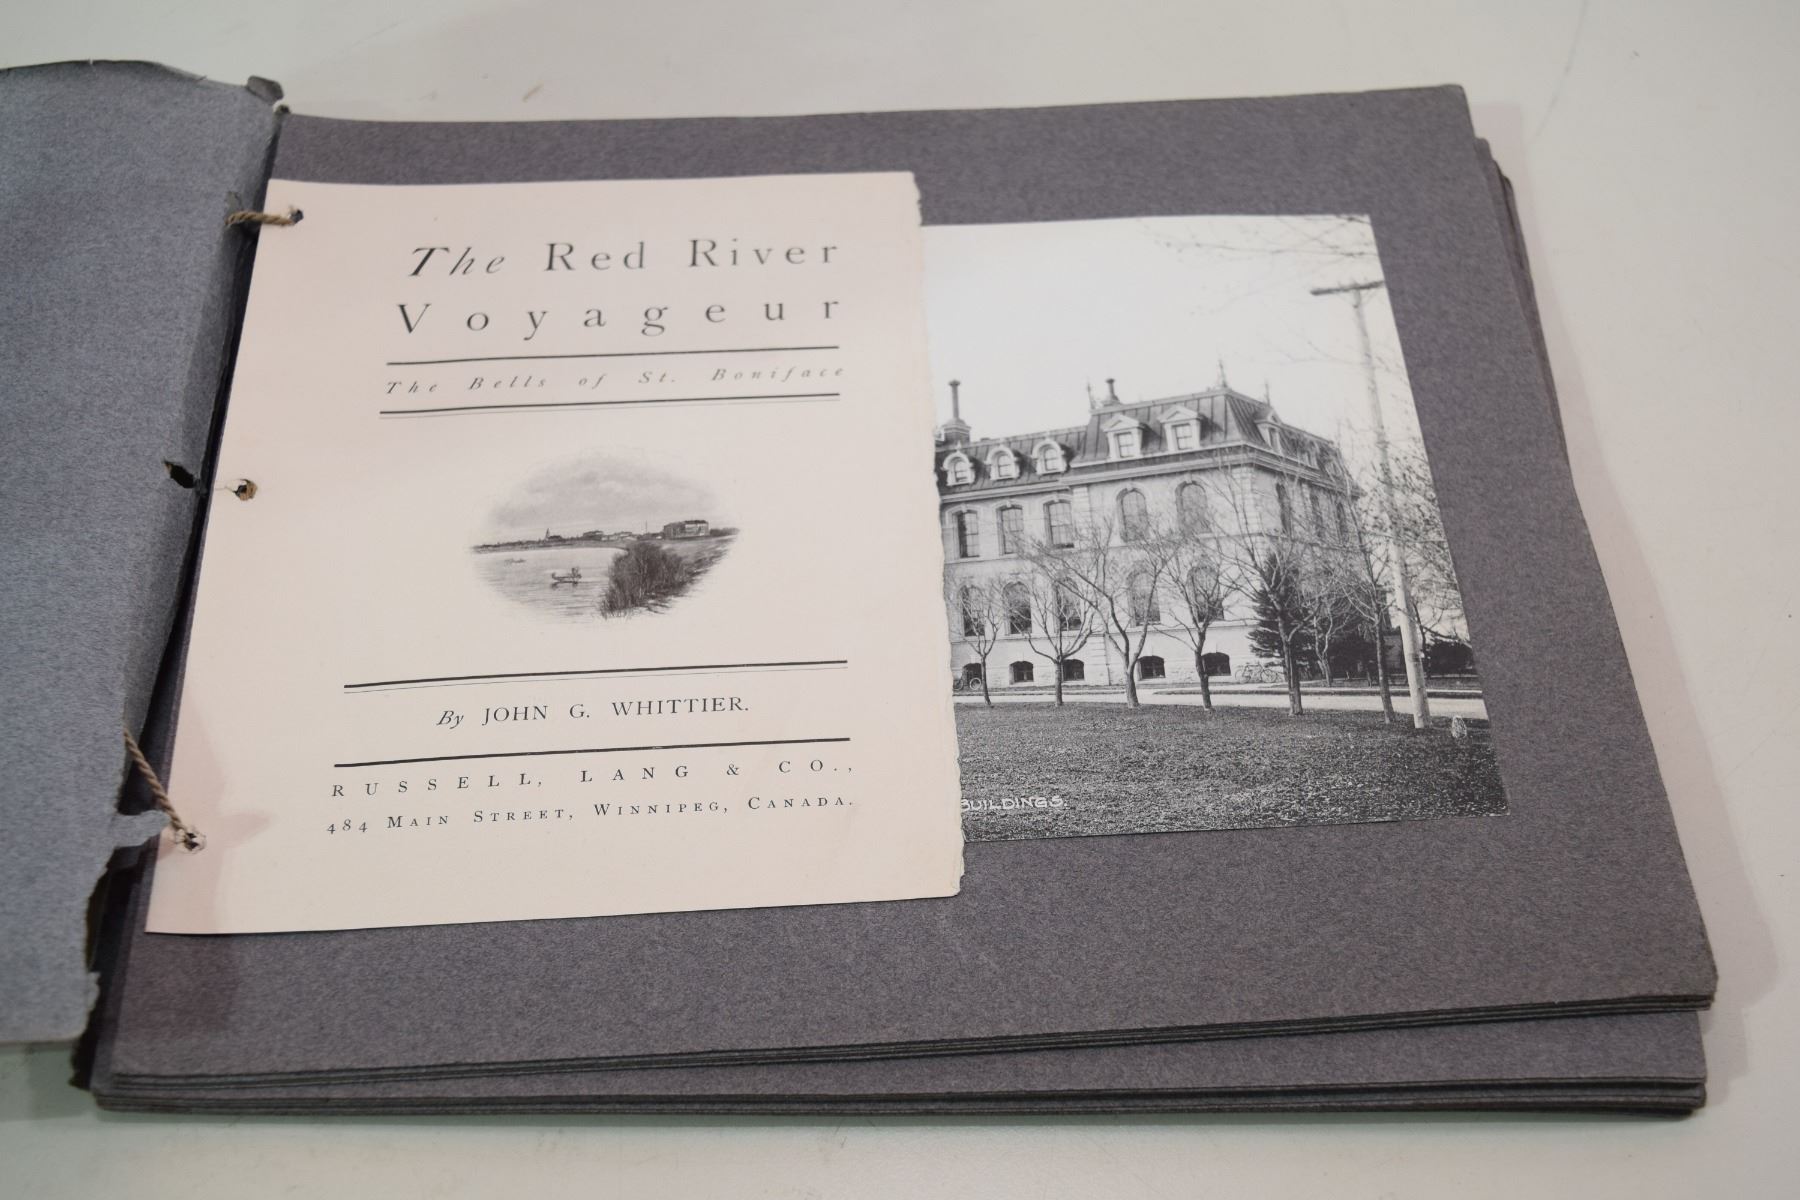 The Red River
Voyageur
The Bells of St. Boniface
By JOHN G. WHITTIER.
RUSSELL, LANG & CO.,
484 MAIN STREET, WINNIPEG, CANADA.
BUILDINGS.